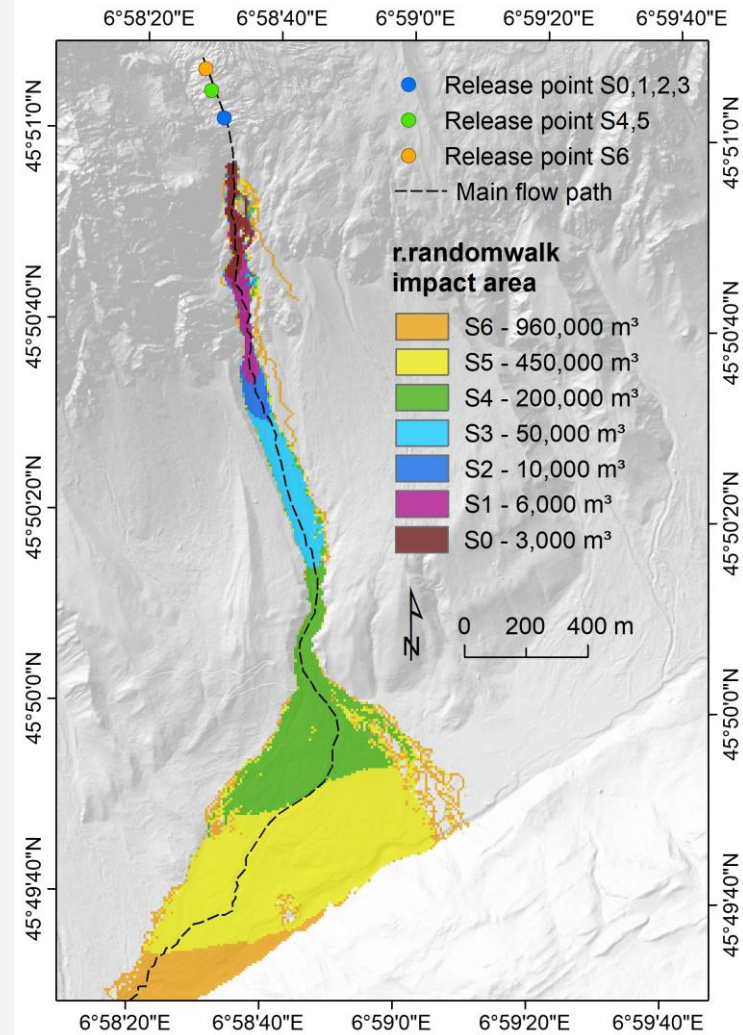 6°58'20"E 6°58'40"E 6°59'0"E 6°59'20"E 6°59'40"E
Release point S0,1,2,3
Release point S4,5
Release point S6
Main flow path
r.randomwalk
impact area
S6 - 960,000 m³
S5 - 450,000 m³
S4 - 200,000 m³
S3 - 50,000 m³
S2 - 10,000 m³
S1 - 6,000 m³
S0 - 3,000 m³
N
0 200 400 m
45°51'0"N
45°50'40"N
45°50'20"N
45°50'0"N
45°49'40"N
45°51'0"N
45°50'40"N
45°50'20"N
45°50'0"N
45°49'40"N
6°58'20"E 6°58'40"E 6°59'0"E 6°59'20"E 6°59'40"E